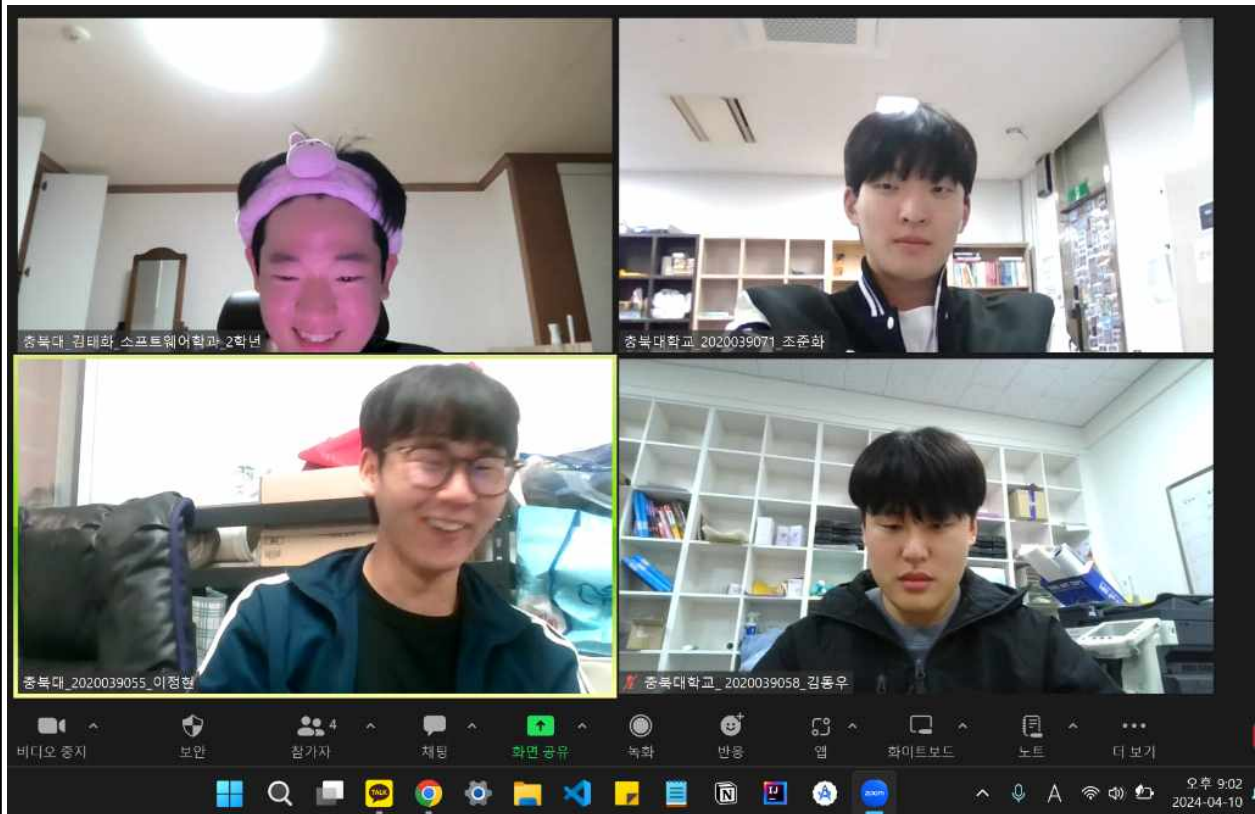 충북대_김태화_소프트웨어학과_2학년
충북대학교_2020039071_조준화
충북대_2020039055_이정현
충북대학교_2020039058_김동우
비디오 중지
보안
4
참가자
채팅
화면 공유
녹화
반응
앱
화이트보드
노트
더 보기
TALK
zoom
A
오후 9:02
2024-04-10